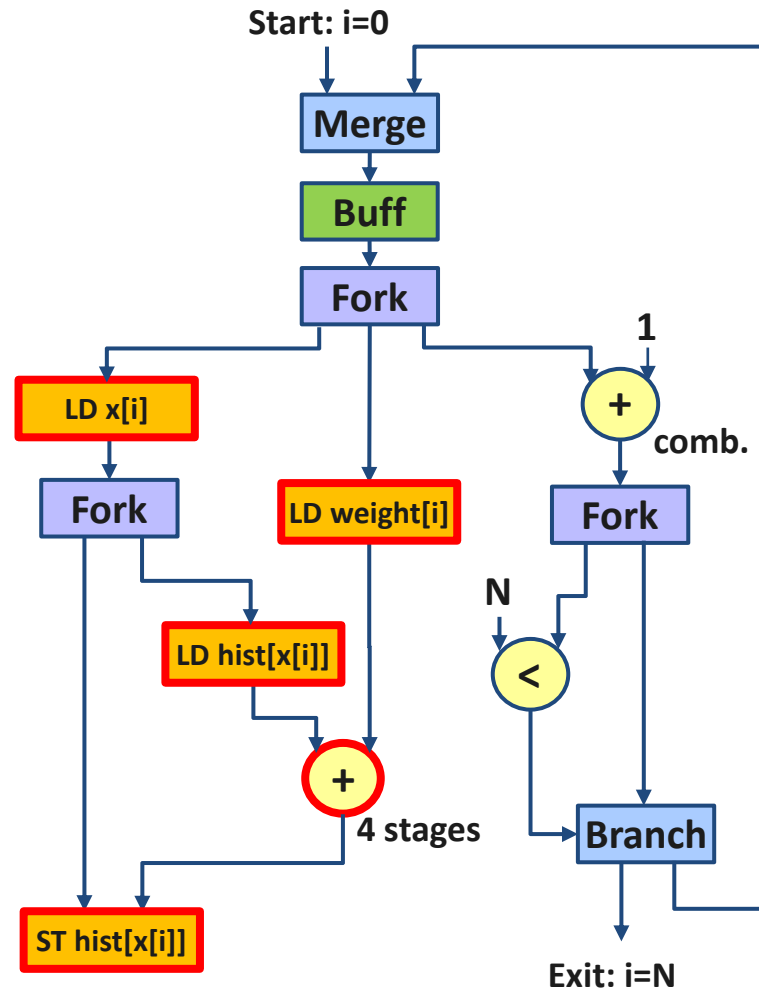 Start: i=0
Merge
Buff
Fork
1
LD x[i]
+
comb.
Fork
LD weight[i]
Fork
N
LD hist[x[i]]
<
+
4 stages
Branch
ST hist[x[i]]
Exit: i=N